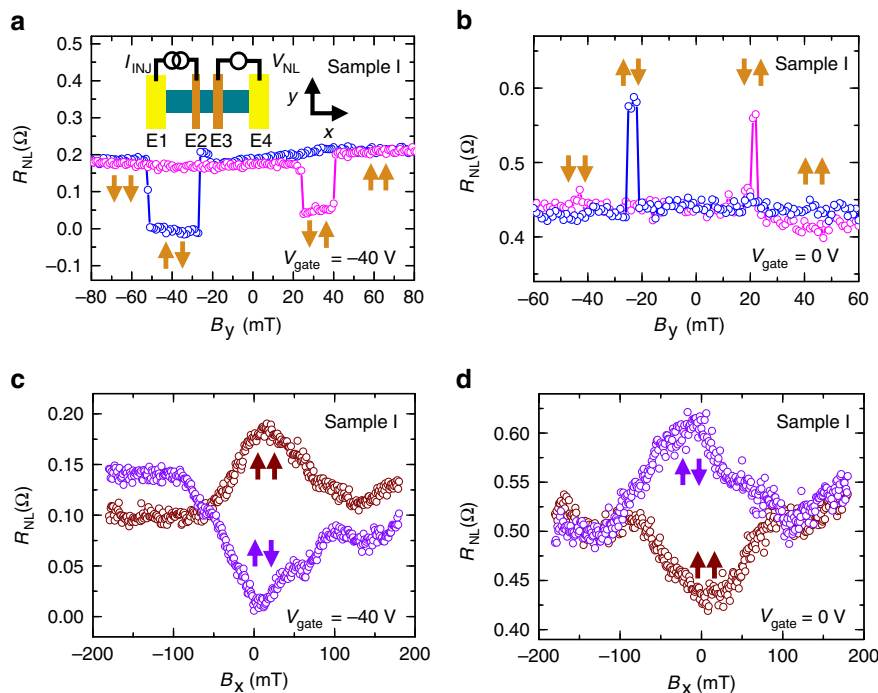 a
I_INJ
V_NL
Sample I
y
x
E1 E2 E3 E4
0.5
0.4
0.3
0.2
0.1
0.0
−0.1
R_NL(Ω)
V_gate = −40 V
−80 −60 −40 −20 0 20 40 60 80
B_y (mT)
b
Sample I
0.6
0.5
0.4
R_NL(Ω)
V_gate = 0 V
−60 −40 −20 0 20 40 60
B_y (mT)
c
Sample I
0.20
0.15
0.10
0.05
0.00
R_NL(Ω)
V_gate = −40 V
−200 −100 0 100 200
B_x (mT)
d
Sample I
0.60
0.55
0.50
0.45
0.40
R_NL(Ω)
V_gate = 0 V
−200 −100 0 100 200
B_x (mT)